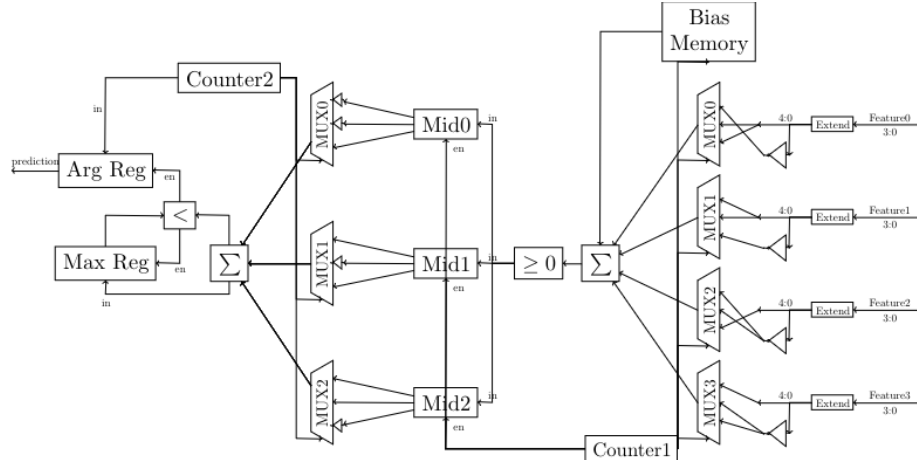 Bias
Memory
Counter2
MUX0
Mid0
in
en
in
MUX0
4:0
Extend
Feature0
3:0
prediction
Arg Reg
en
<
Max Reg
en
in
∑
MUX1
Mid1
in
en
≥ 0
∑
MUX1
4:0
Extend
Feature1
3:0
MUX2
4:0
Extend
Feature2
3:0
MUX2
Mid2
in
en
Counter1
MUX3
4:0
Extend
Feature3
3:0